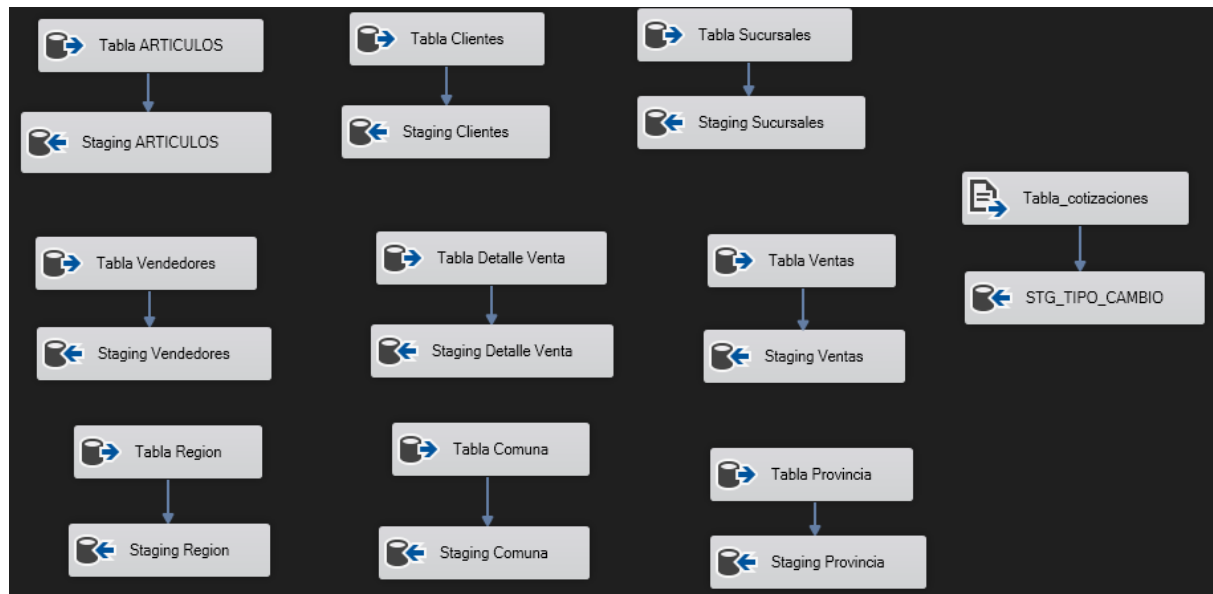 Tabla ARTICULOS
Tabla Clientes
Tabla Sucursales
Staging ARTICULOS
Staging Clientes
Staging Sucursales
Tabla_cotizaciones
STG_TIPO_CAMBIO
Tabla Vendedores
Tabla Detalle Venta
Tabla Ventas
Staging Vendedores
Staging Detalle Venta
Staging Ventas
Tabla Region
Tabla Comuna
Tabla Provincia
Staging Region
Staging Comuna
Staging Provincia